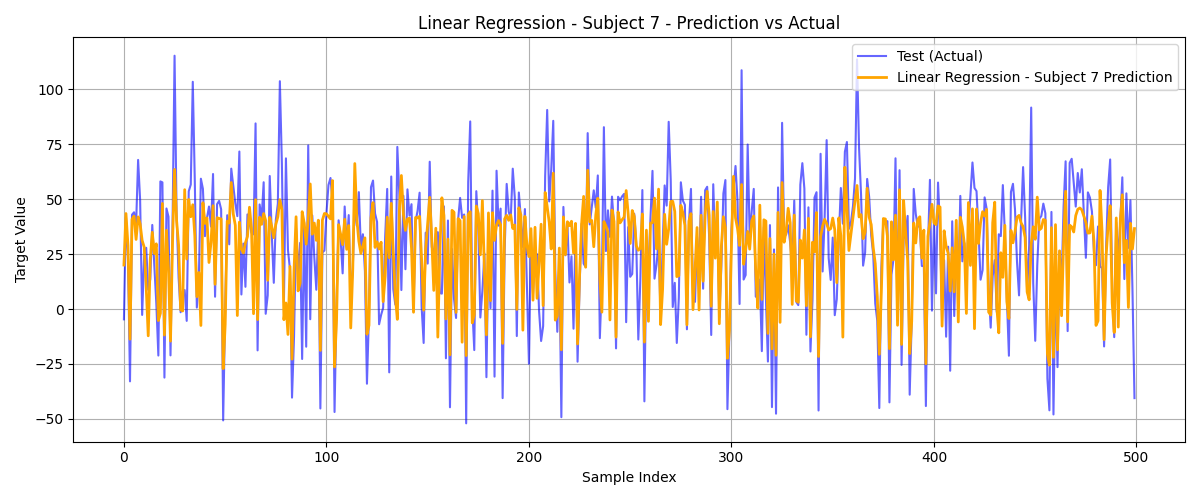 Linear Regression - Subject 7 - Prediction vs Actual
Test (Actual)
Linear Regression - Subject 7 Prediction
Target Value
100
75
50
25
0
−25
−50
0 100 200 300 400 500
Sample Index